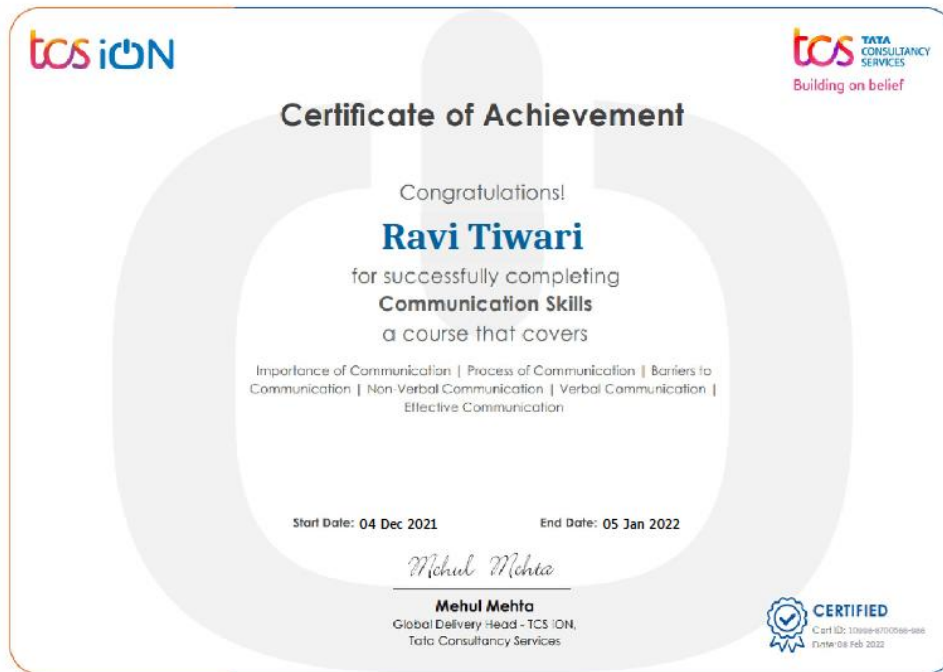 tcs iON
tcs TATA
CONSULTANCY
SERVICES
Building on belief
Certificate of Achievement
Congratulations!
Ravi Tiwari
for successfully completing
Communication Skills
a course that covers
Importance of Communication | Process of Communication | Barriers to
Communication | Non-Verbal Communication | Verbal Communication |
Effective Communication
Start Date: 04 Dec 2021 End Date: 05 Jan 2022
Mehul Mehta
Mehul Mehta
Global Delivery Head - TCS iON,
Tata Consultancy Services
CERTIFIED
Cert ID:
Date: 08 Feb 2022